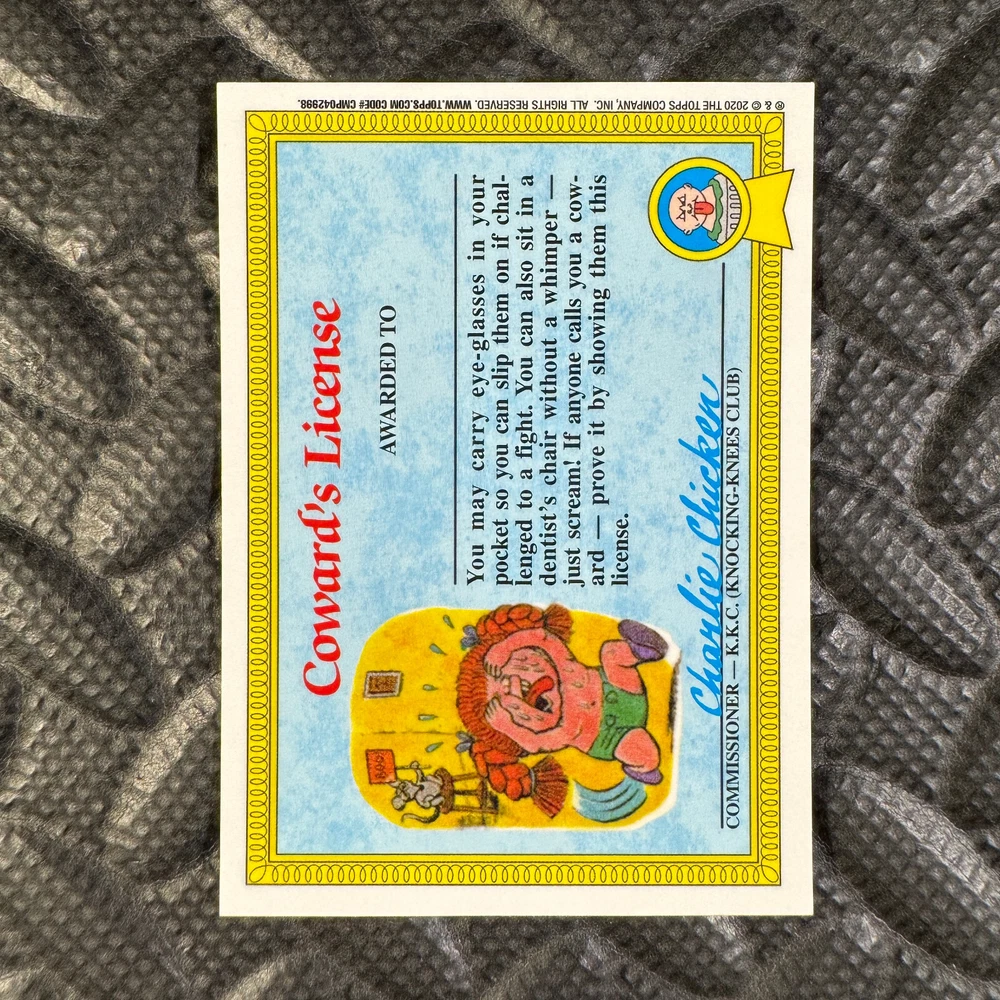 Coward's License
AWARDED TO
You may carry eye-glasses in your
pocket so you can slip them on if chal-
lenged to a fight. You can also sit in a
dentist's chair without a whimper —
just scream! If anyone calls you a cow-
ard — prove it by showing them this
license.
BOO!
Charlie Chicken
COMMISSIONER — K.K.C. (KNOCKING-KNEES CLUB)
® & © 2020 THE TOPPS COMPANY, INC. ALL RIGHTS RESERVED. WWW.TOPPS.COM CODE# CMP042998.